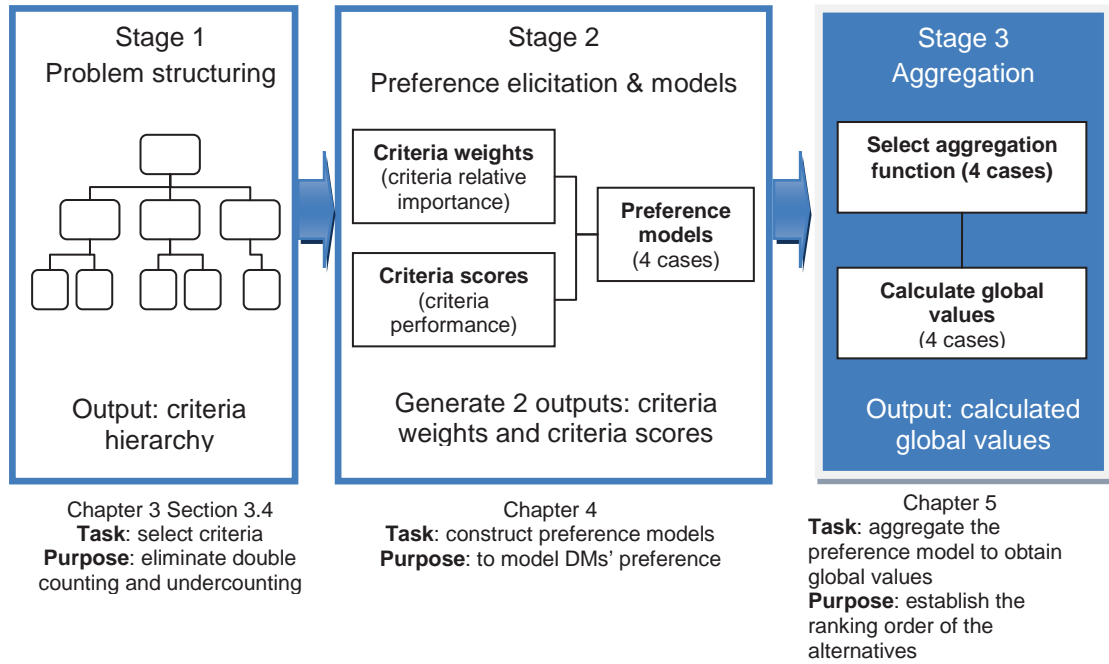 Stage 1
Problem structuring
Output: criteria
hierarchy
Chapter 3 Section 3.4
Task: select criteria
Purpose: eliminate double
counting and undercounting
Stage 2
Preference elicitation & models
Criteria weights
(criteria relative
importance)
Criteria scores
(criteria
performance)
Preference
models
(4 cases)
Generate 2 outputs: criteria
weights and criteria scores
Chapter 4
Task: construct preference models
Purpose: to model DMs' preference
Stage 3
Aggregation
Select aggregation
function (4 cases)
Calculate global
values
(4 cases)
Output: calculated
global values
Chapter 5
Task: aggregate the
preference model to obtain
global values
Purpose: establish the
ranking order of the
alternatives